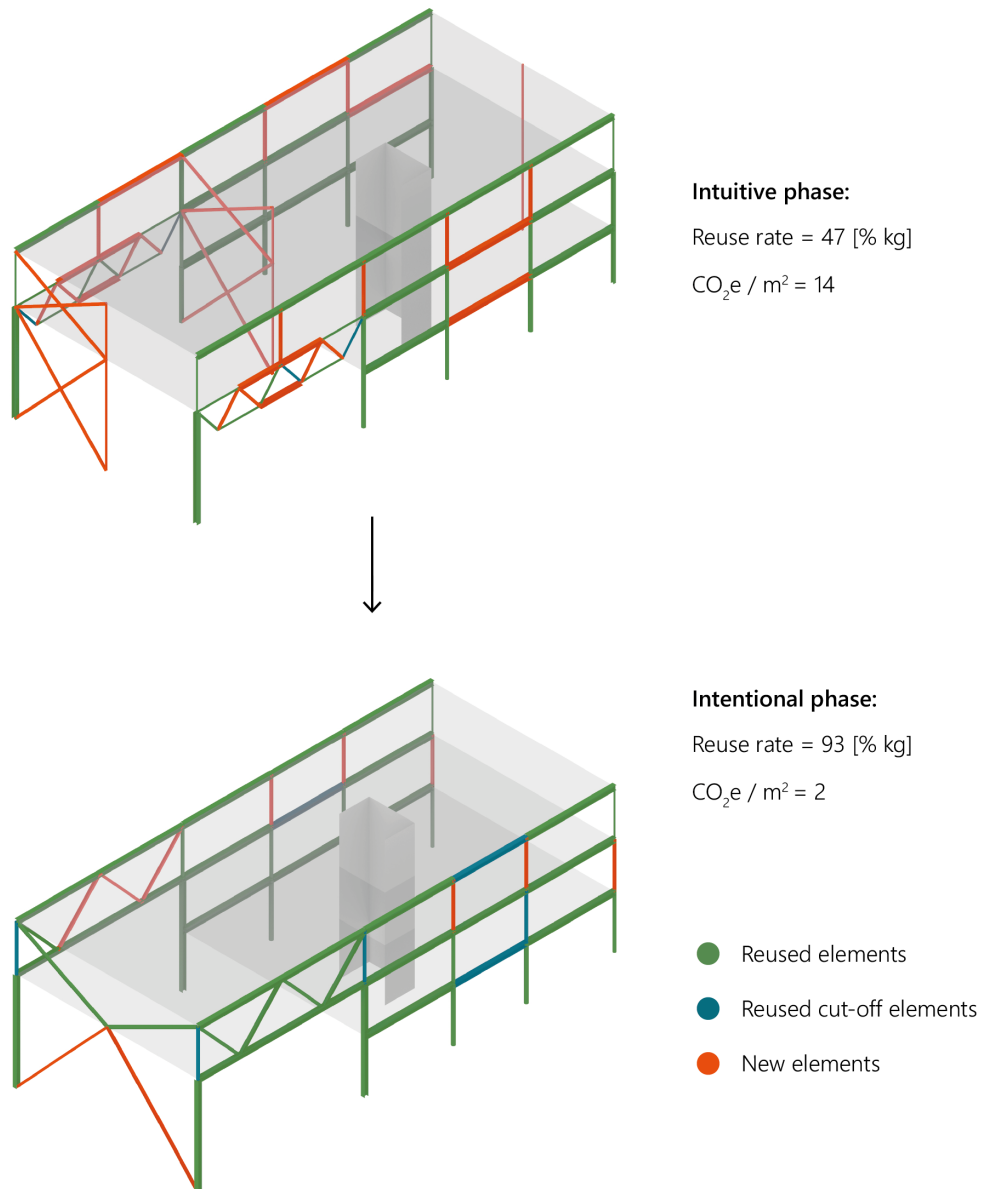 Intuitive phase:
Reuse rate = 47 [% kg]
CO₂e / m² = 14
Intentional phase:
Reuse rate = 93 [% kg]
CO₂e / m² = 2
Reused elements
Reused cut-off elements
New elements